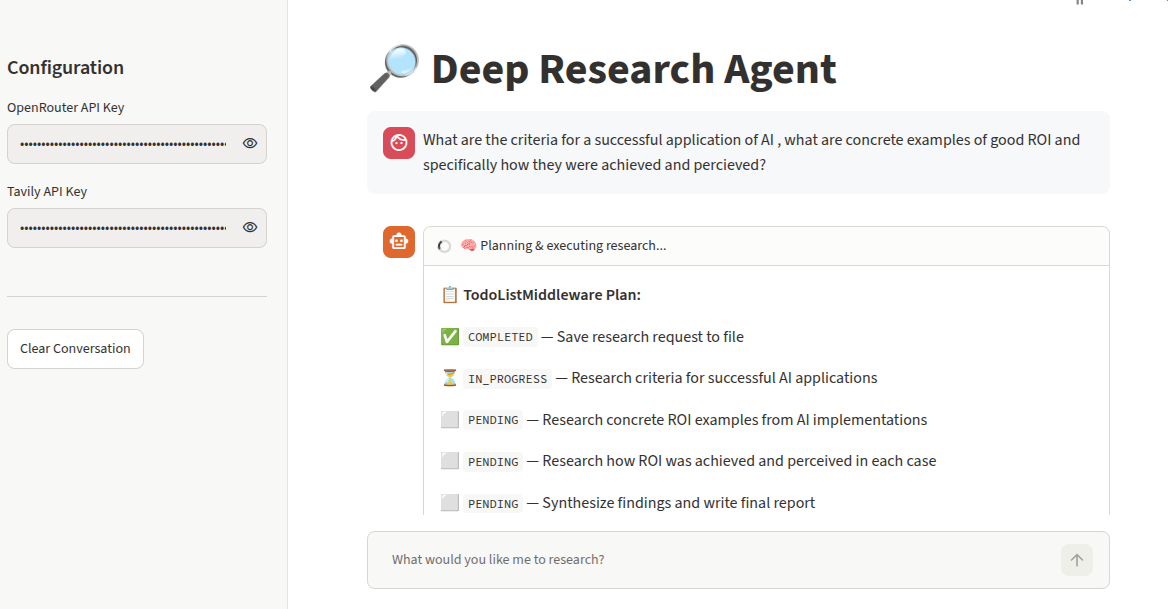 Configuration
OpenRouter API Key
Tavily API Key
Clear Conversation
Deep Research Agent
What are the criteria for a successful application of AI , what are concrete examples of good ROI and
specifically how they were achieved and percieved?
Planning & executing research...
TodoListMiddleware Plan:
COMPLETED — Save research request to file
IN_PROGRESS — Research criteria for successful AI applications
PENDING — Research concrete ROI examples from AI implementations
PENDING — Research how ROI was achieved and perceived in each case
PENDING — Synthesize findings and write final report
What would you like me to research?